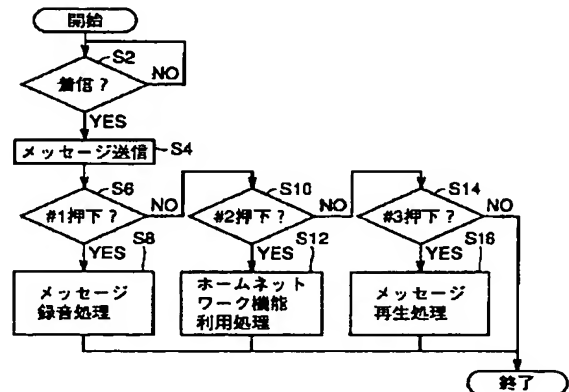 開始
S2
着信？
NO
YES
メッセージ送信
S4
S6
#1押下？
NO
YES
S10
#2押下？
NO
YES
S14
#3押下？
NO
YES
S8
メッセージ
録音処理
S12
ホームネット
ワーク機能
利用処理
S16
メッセージ
再生処理
終了